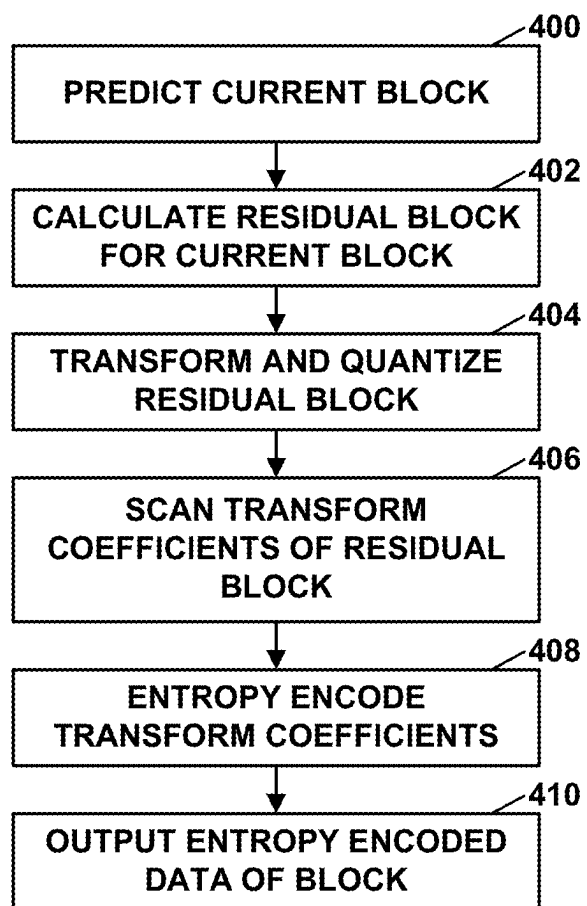 400
PREDICT CURRENT BLOCK
402
CALCULATE RESIDUAL BLOCK
FOR CURRENT BLOCK
404
TRANSFORM AND QUANTIZE
RESIDUAL BLOCK
406
SCAN TRANSFORM
COEFFICIENTS OF RESIDUAL
BLOCK
408
ENTROPY ENCODE
TRANSFORM COEFFICIENTS
410
OUTPUT ENTROPY ENCODED
DATA OF BLOCK